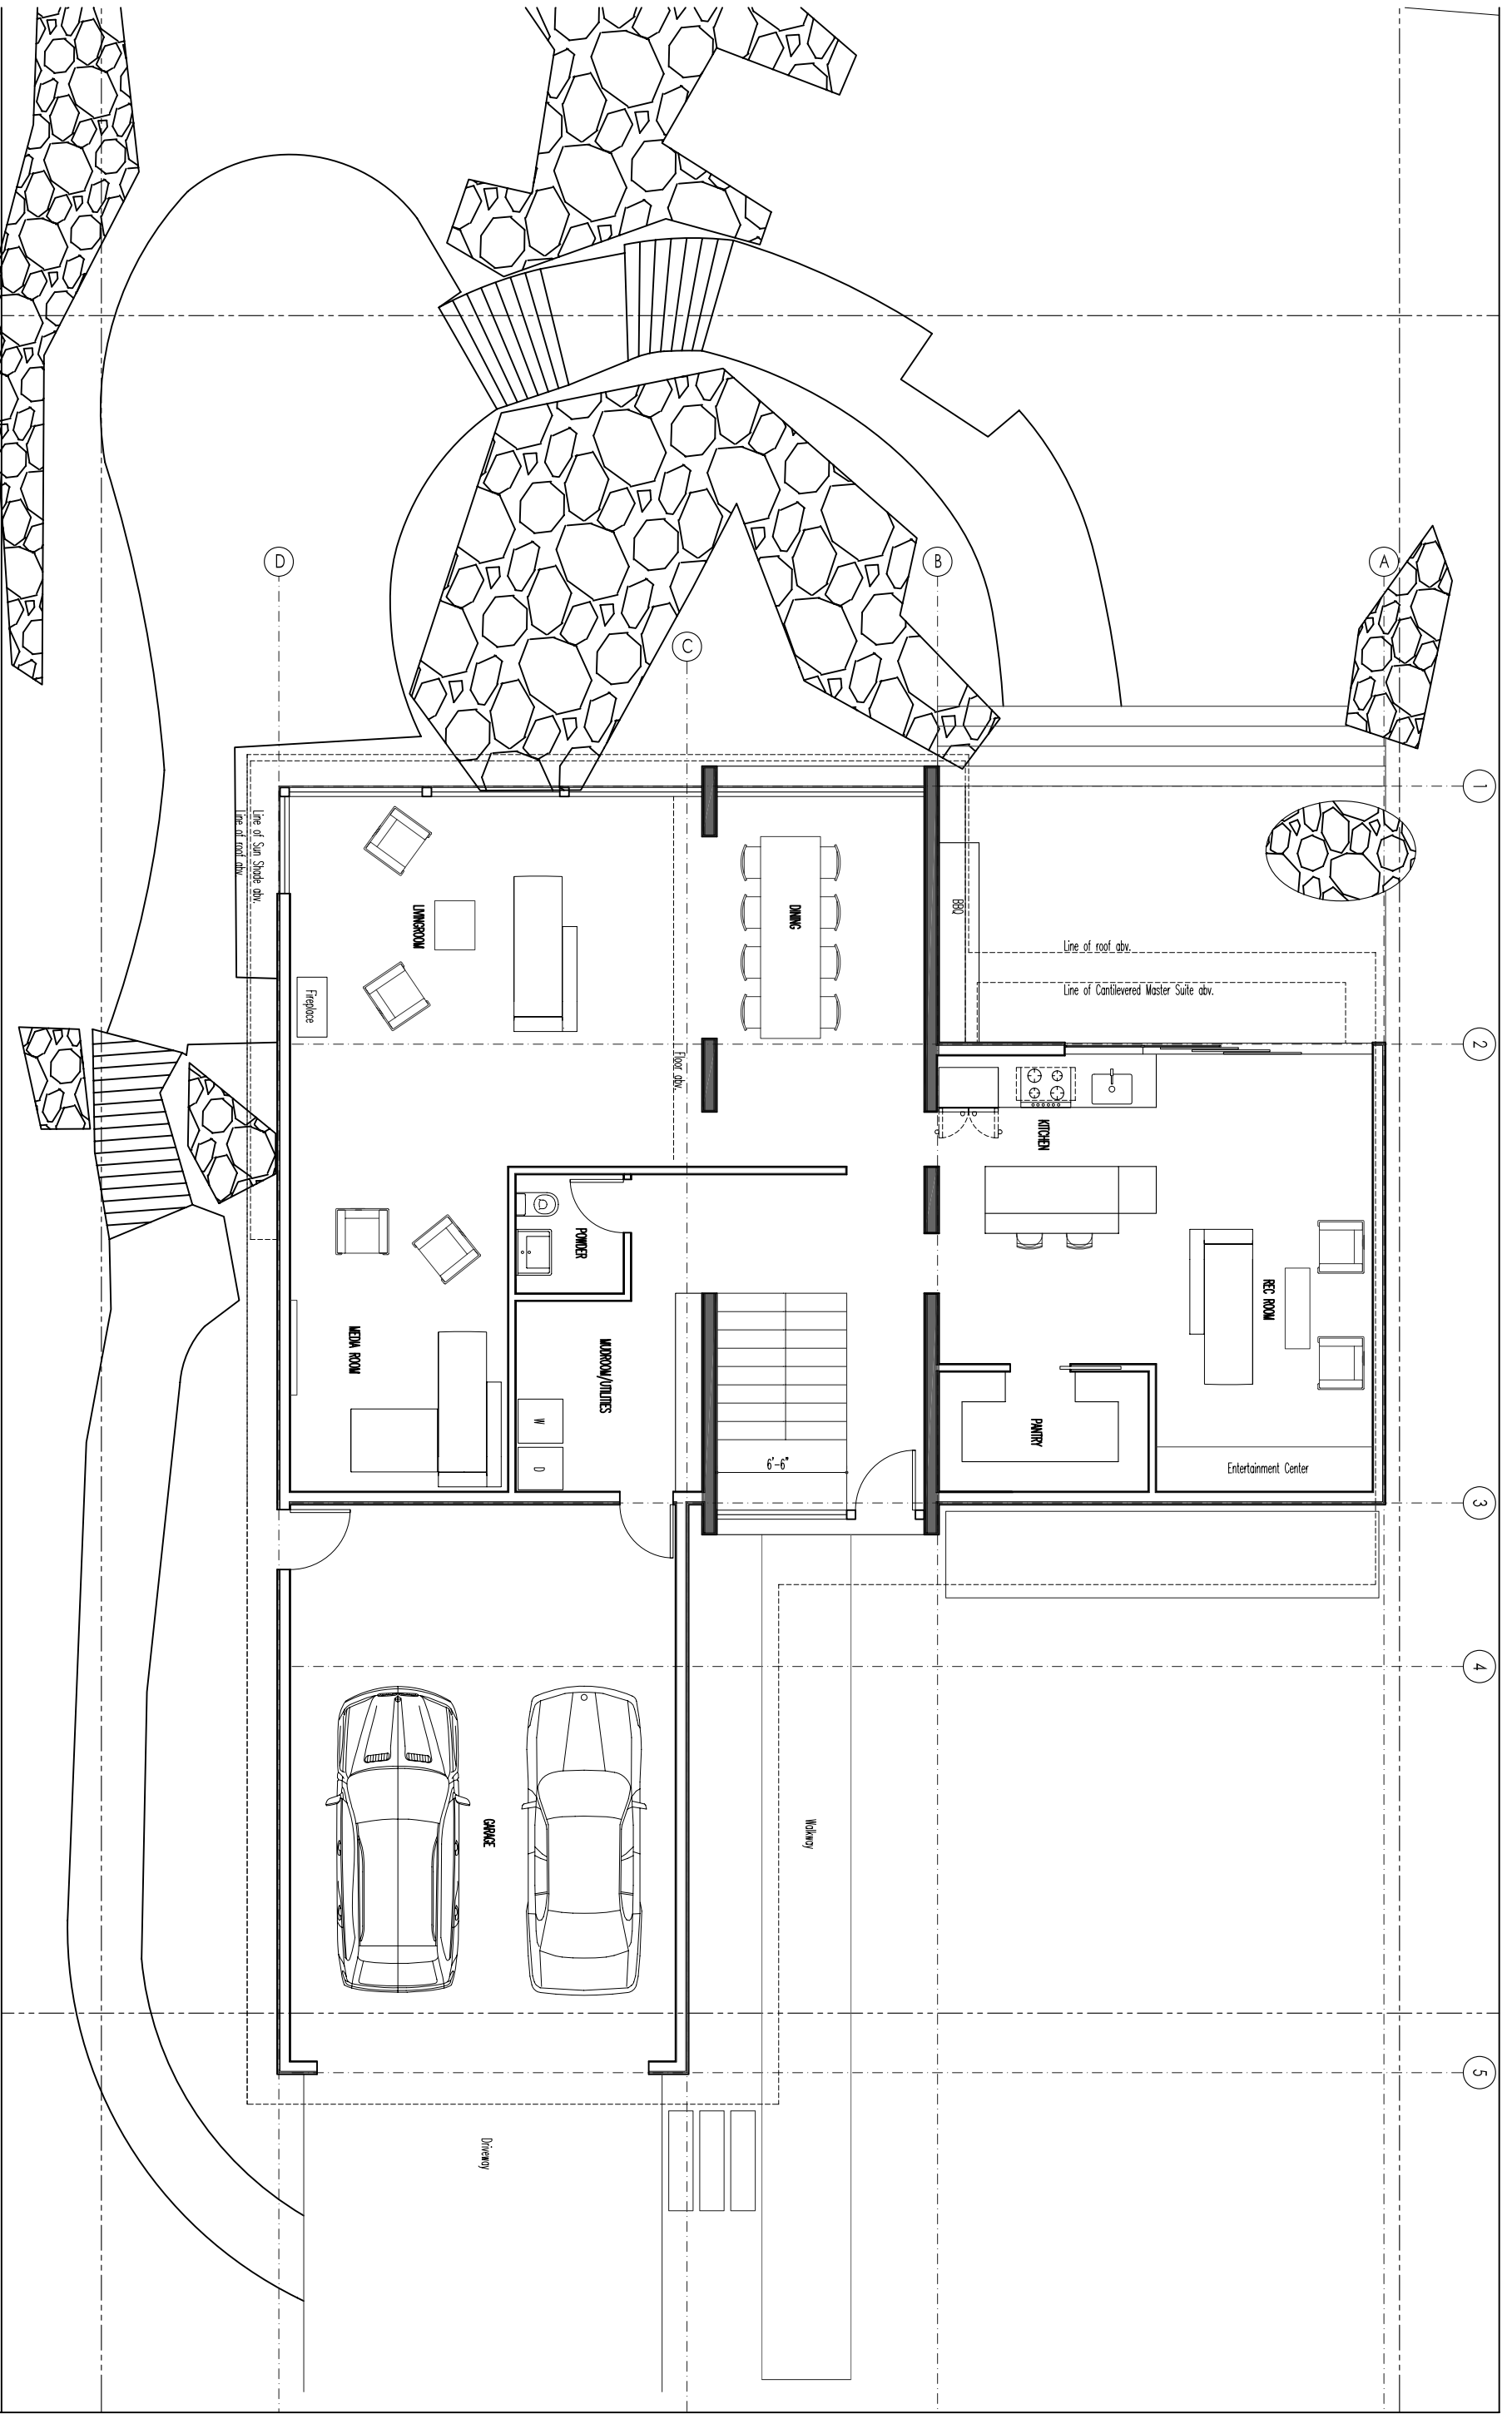 A
B
C
D
1
2
3
4
5
Line of Sun Shade abv.
Line of roof abv.
LIVINGROOM
Fireplace
DINING
BBQ
Line of roof abv.
Line of Cantilevered Master Suite abv.
Floor abv.
KITCHEN
POWDER
REC ROOM
MEDIA ROOM
MUDROOM/UTILITIES
W
D
PANTRY
6'-6"
Entertainment Center
GARAGE
Walkway
Driveway